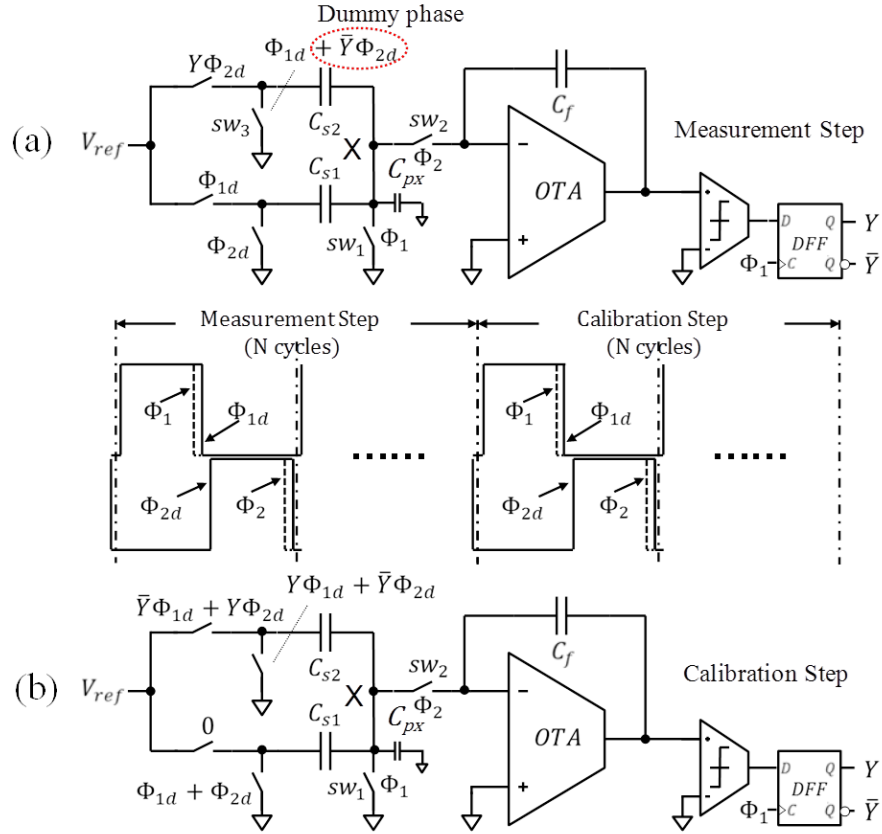 Dummy phase
Φ1d + ȲΦ2d
YΦ2d
sw3
Cs2
Cf
sw2
Φ2
(a)
Vref
X
Measurement Step
Φ1d
Cs1
Cpx
−
+
OTA
+
-
D Q Y
DFF
Φ1 C Q Ȳ
Φ2d
sw1
Φ1
Measurement Step
(N cycles)
Calibration Step
(N cycles)
Φ1
Φ1d
Φ2d
Φ2
Φ1
Φ1d
Φ2d
Φ2
ȲΦ1d + YΦ2d
YΦ1d + ȲΦ2d
Cs2
Cf
sw2
Φ2
(b)
Vref
X
Calibration Step
0
Cs1
Cpx
−
+
OTA
+
-
D Q Y
DFF
Φ1 C Q Ȳ
Φ1d + Φ2d
sw1
Φ1